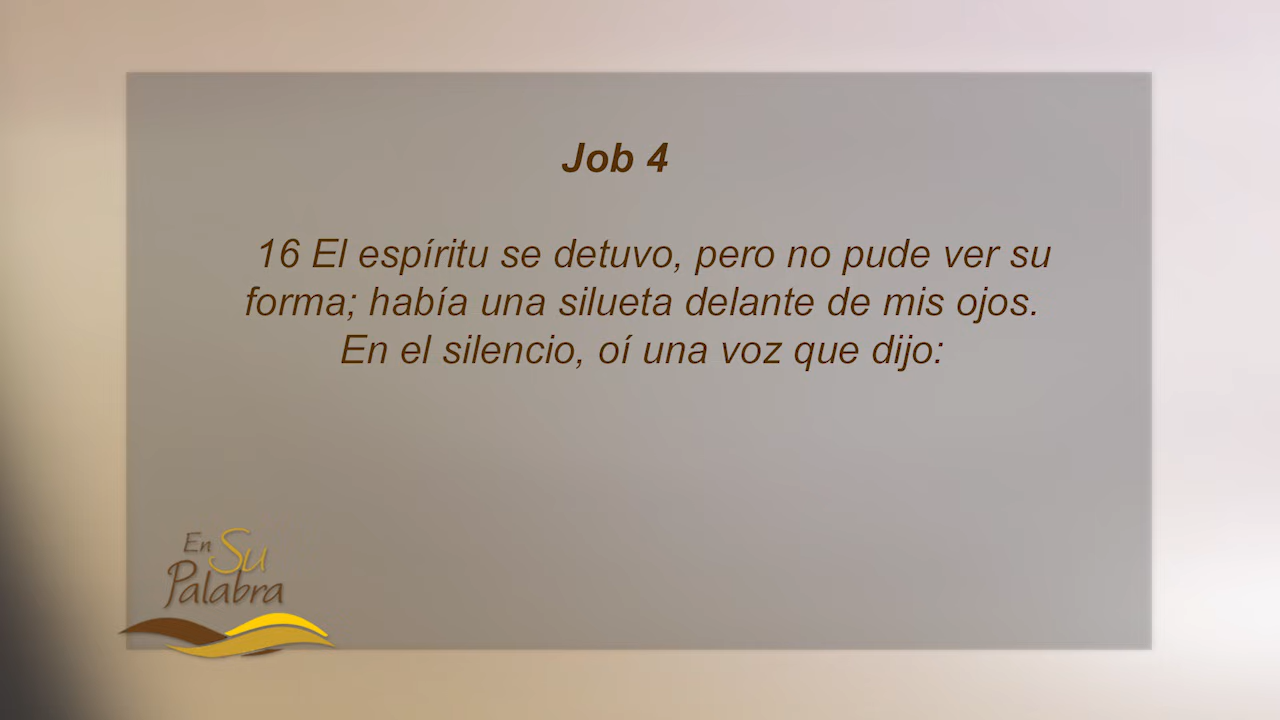 Job 4
16 El espíritu se detuvo, pero no pude ver su
forma; había una silueta delante de mis ojos.
En el silencio, oí una voz que dijo:
En Su
Palabra